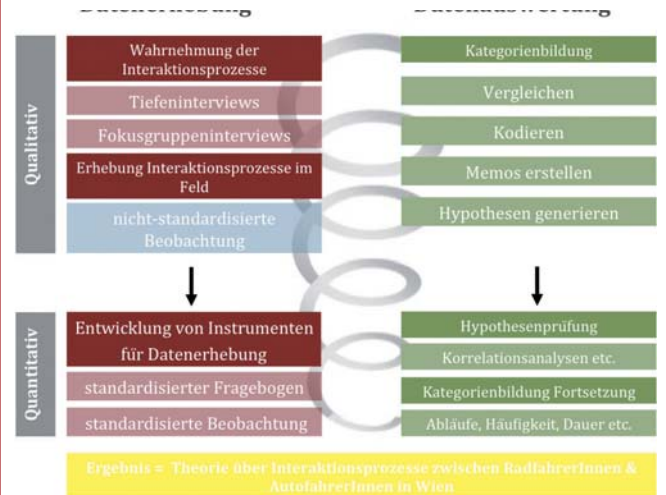 Datenerhebung
Datenauswertung
Qualitativ
Wahrnehmung der
Interaktionsprozesse
Tiefeninterviews
Fokusgruppeninterviews
Erhebung Interaktionsprozesse im
Feld
nicht-standardisierte
Beobachtung
Kategorienbildung
Vergleichen
Kodieren
Memos erstellen
Hypothesen generieren
Quantitativ
Entwicklung von Instrumenten
für Datenerhebung
standardisierter Fragebogen
standardisierte Beobachtung
Hypothesenprüfung
Korrelationsanalysen etc.
Kategorienbildung Fortsetzung
Abläufe, Häufigkeit, Dauer etc.
Ergebnis = Theorie über Interaktionsprozesse zwischen RadfahrerInnen &
AutofahrerInnen in Wien